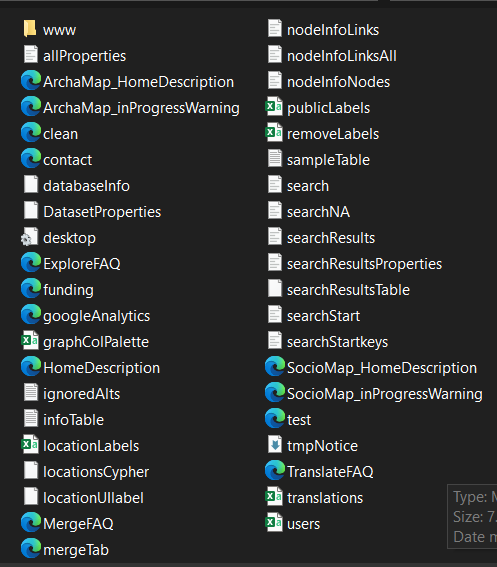 www
allProperties
ArchaMap_HomeDescription
ArchaMap_inProgressWarning
clean
contact
databaseInfo
DatasetProperties
desktop
ExploreFAQ
funding
googleAnalytics
graphColPalette
HomeDescription
ignoredAlts
infoTable
locationLabels
locationsCypher
locationUIlabel
MergeFAQ
mergeTab
nodeInfoLinks
nodeInfoLinksAll
nodeInfoNodes
publicLabels
removeLabels
sampleTable
search
searchNA
searchResults
searchResultsProperties
searchResultsTable
searchStart
searchStartkeys
SocioMap_HomeDescription
SocioMap_inProgressWarning
test
tmpNotice
TranslateFAQ
translations
users
Type: M
Size: 7.
Date m